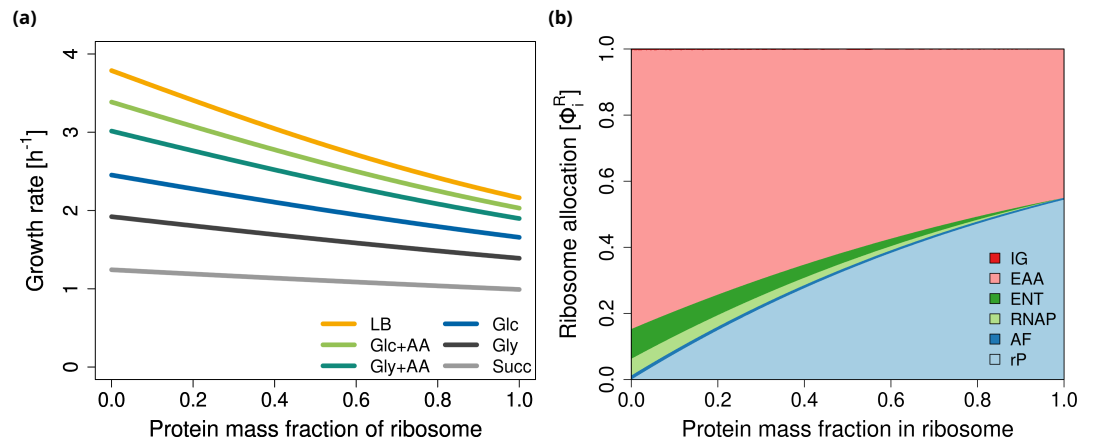 (a)
Growth rate [h⁻¹]
4
3
2
1
0
LB
Glc+AA
Gly+AA
Glc
Gly
Succ
0.0 0.2 0.4 0.6 0.8 1.0
Protein mass fraction of ribosome
(b)
Ribosome allocation [Φᵢᴿ]
1.0
0.8
0.6
0.4
0.2
0.0
IG
EAA
ENT
RNAP
AF
rP
0.0 0.2 0.4 0.6 0.8 1.0
Protein mass fraction in ribosome